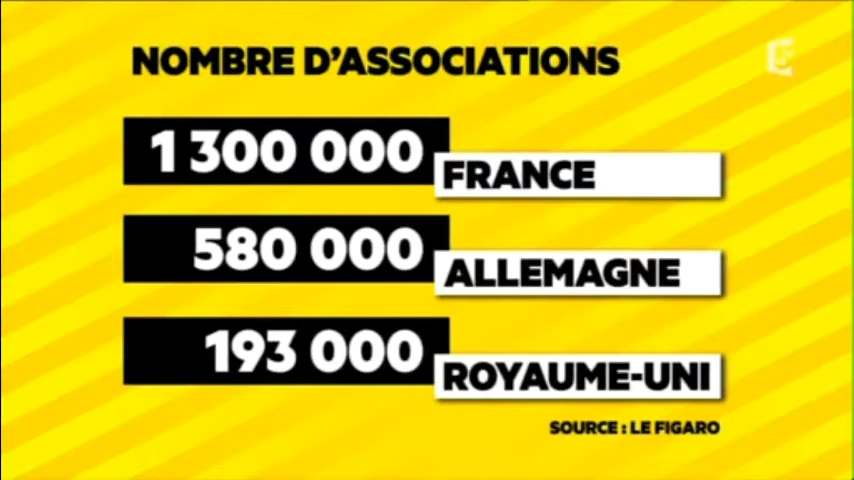 NOMBRE D'ASSOCIATIONS
1 300 000
FRANCE
580 000
ALLEMAGNE
193 000
ROYAUME-UNI
SOURCE : LE FIGARO